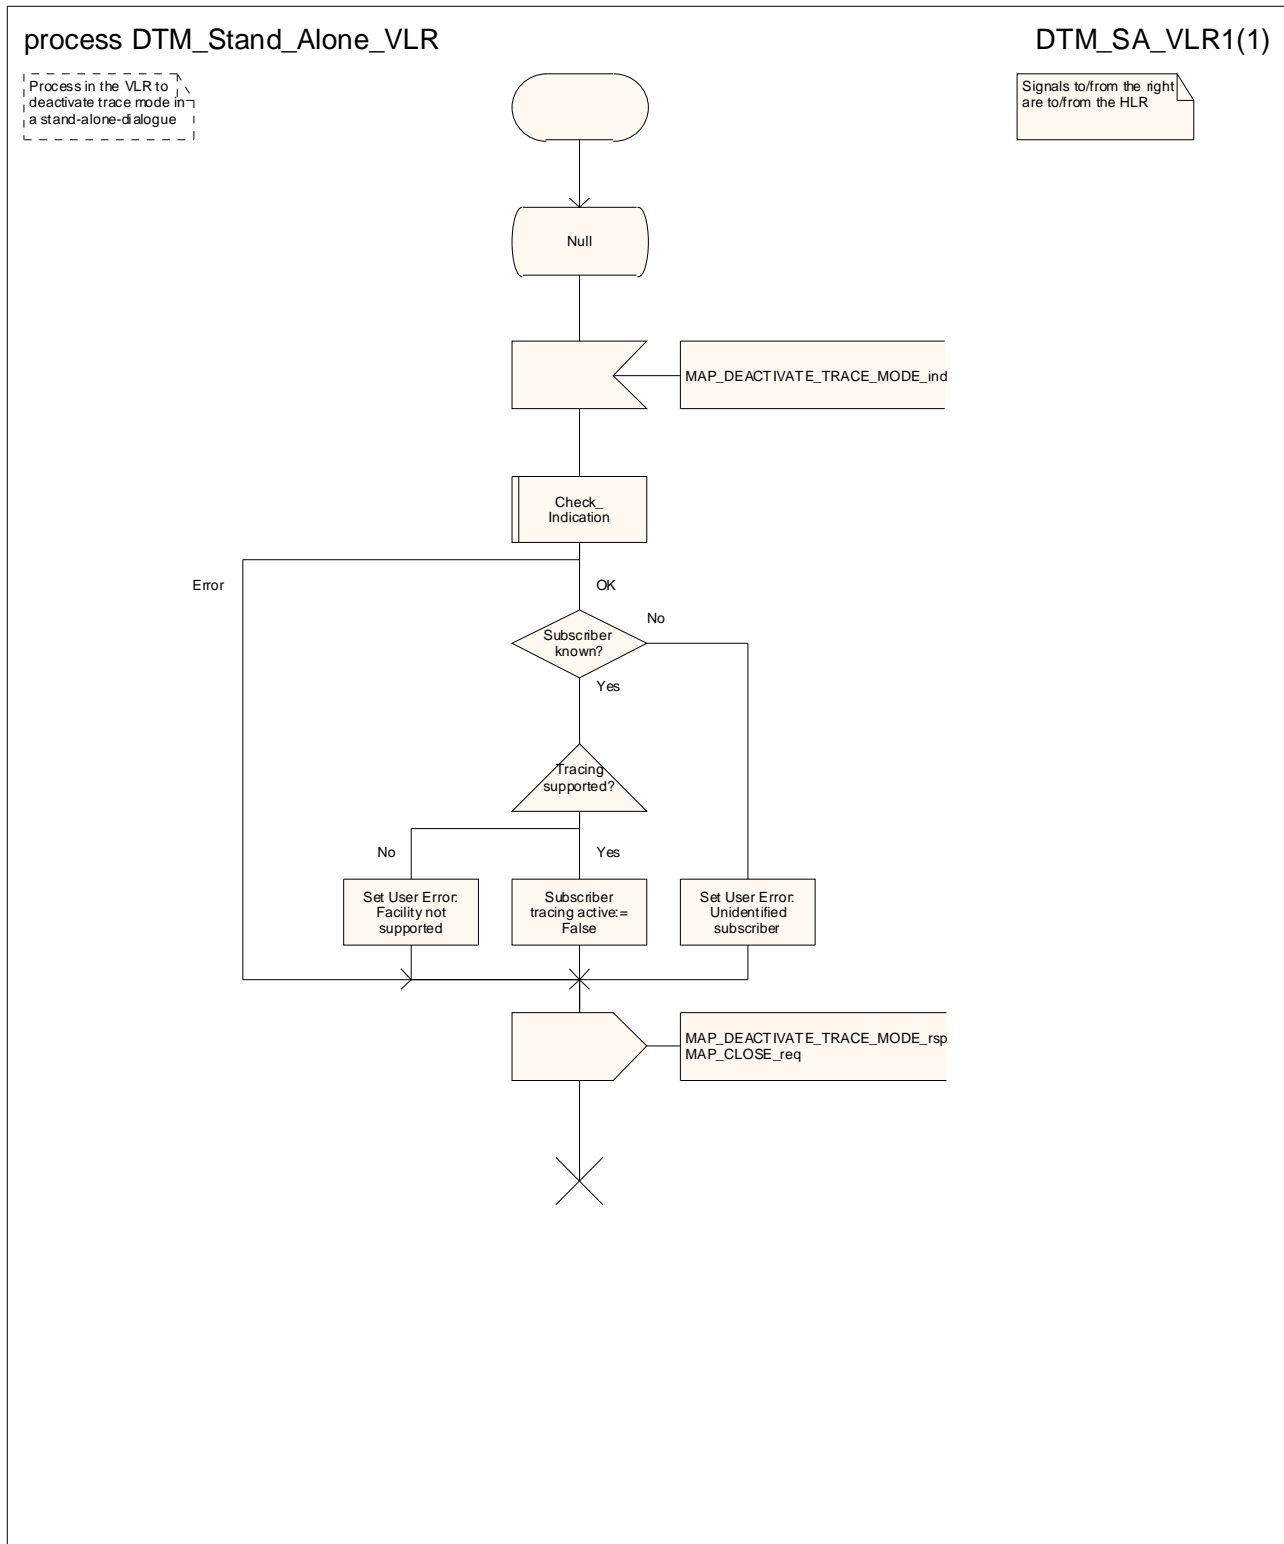 process DTM_Stand_Alone_VLR
DTM_SA_VLR1(1)
Process in the VLR to
deactivate trace mode in
a stand-alone-dialogue
Signals to/from the right
are to/from the HLR
Null
MAP_DEACTIVATE_TRACE_MODE_ind
Check_
Indication
Error
OK
No
Subscriber
known?
Yes
Tracing
supported?
No
Yes
Set User Error:
Facility not
supported
Subscriber
tracing active:=
False
Set User Error:
Unidentified
subscriber
MAP_DEACTIVATE_TRACE_MODE_rsp
MAP_CLOSE_req